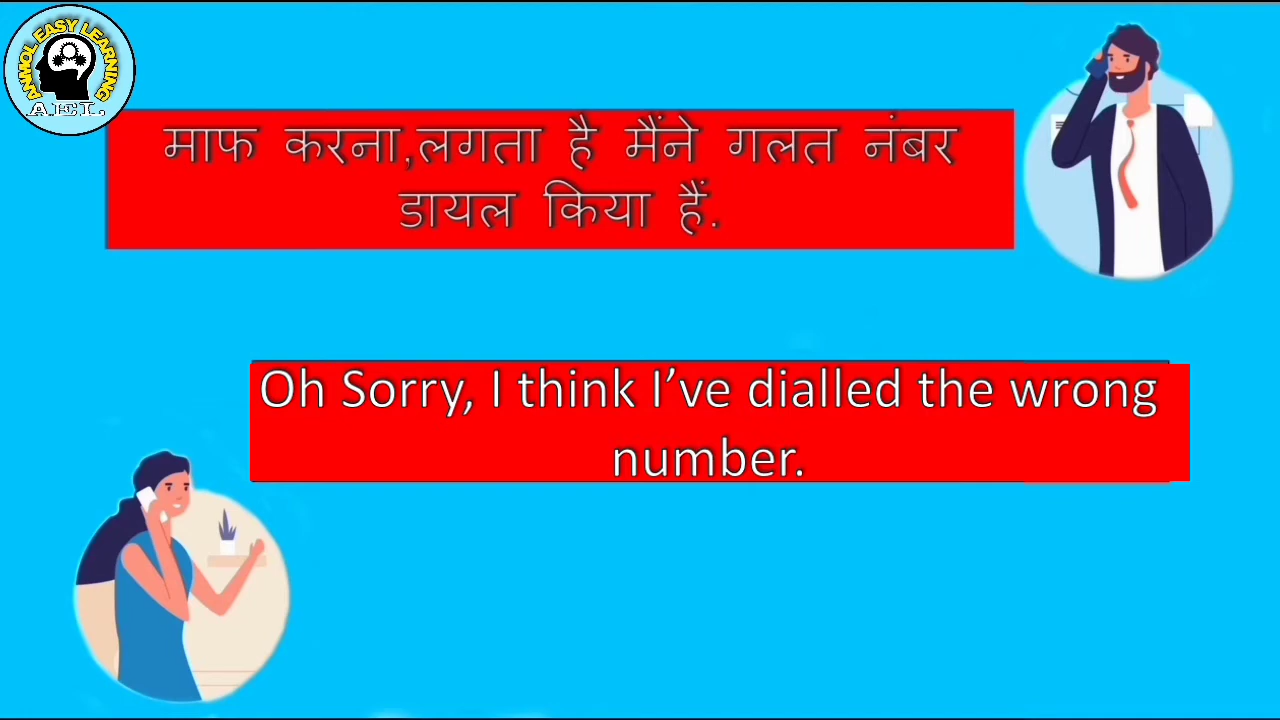 ANMOL EASY LEARNING
A.E.L.
माफ करना,लगता है मैंने गलत नंबर
डायल किया हैं.
Oh Sorry, I think I’ve dialled the wrong
number.